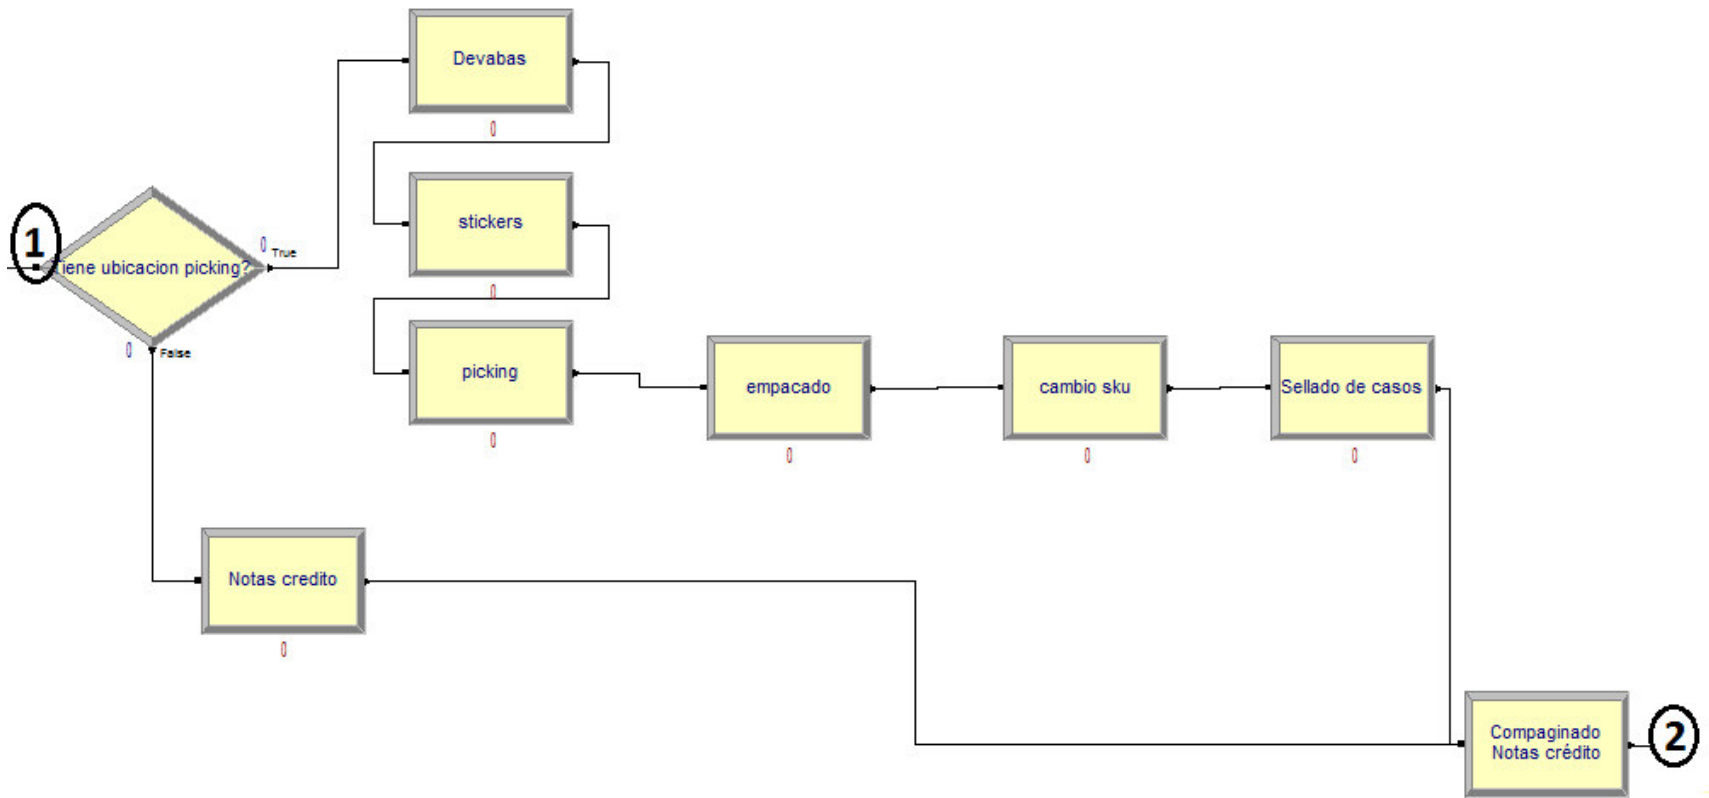 Devabas
0
stickers
0
1
iene ubicacion picking?
0
True
0
False
picking
0
empacado
0
cambio sku
0
Sellado de casos
0
Notas credito
0
Compaginado
Notas crédito
2